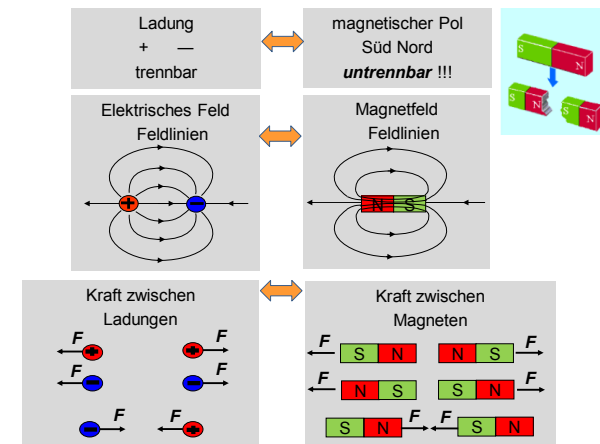 Ladung
+ —
trennbar
magnetischer Pol
Süd Nord
untrennbar !!!
S N
S N S N
Elektrisches Feld
Feldlinien
+ −
Magnetfeld
Feldlinien
N S
Kraft zwischen
Ladungen
F + + F
F − − F
− F F +
Kraft zwischen
Magneten
F S N N S F
F N S S N F
S N F F S N